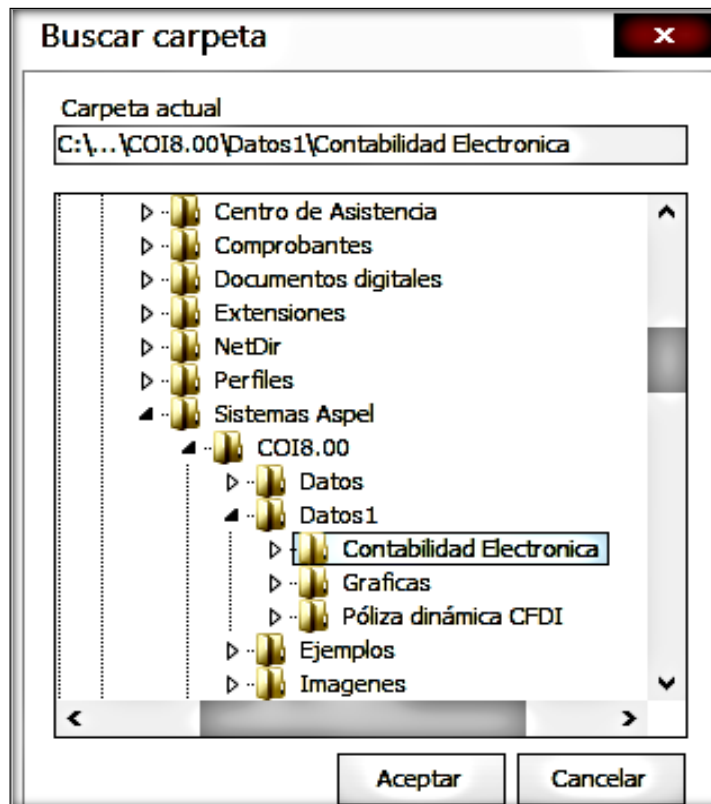 Buscar carpeta
Carpeta actual
C:\...\COI8.00\Datos1\Contabilidad Electronica
Centro de Asistencia
Comprobantes
Documentos digitales
Extensiones
NetDir
Perfiles
Sistemas Aspel
COI8.00
Datos
Datos1
Contabilidad Electronica
Graficas
Póliza dinámica CFDI
Ejemplos
Imagenes
Aceptar
Cancelar